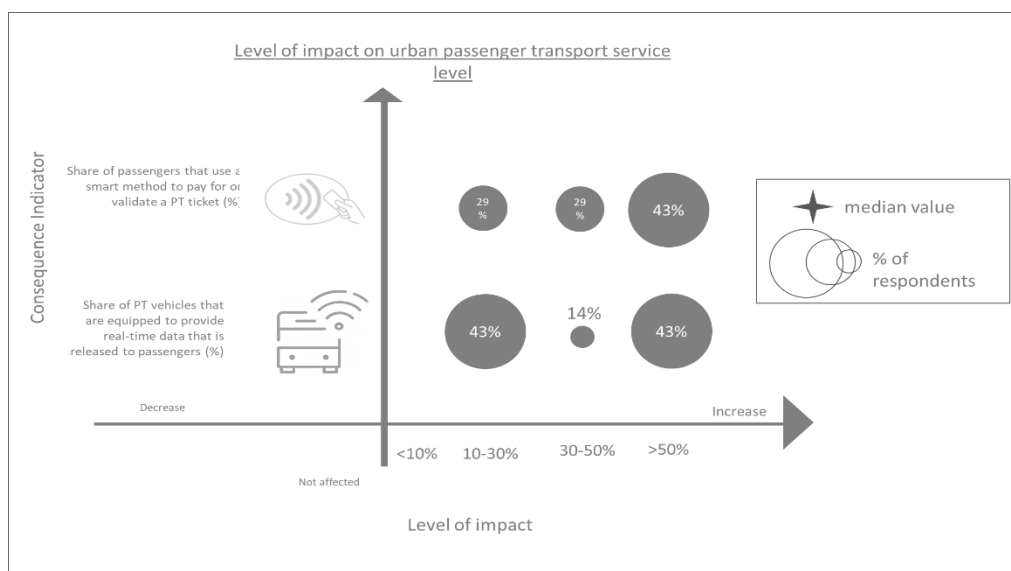 Level of impact on urban passenger transport service
level
Consequence Indicator
Share of passengers that use a
smart method to pay for or
validate a PT ticket (%)
29
%
29
%
43%
median value
% of
respondents
Share of PT vehicles that
are equipped to provide
real-time data that is
released to passengers (%)
43%
14%
43%
Decrease
Increase
<10%
10-30%
30-50%
>50%
Not affected
Level of impact